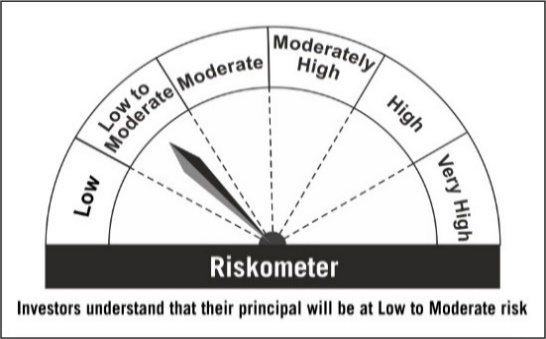 Low
Low to
Moderate
Moderate
Moderately
High
High
Very High
Riskometer
Investors understand that their principal will be at Low to Moderate risk